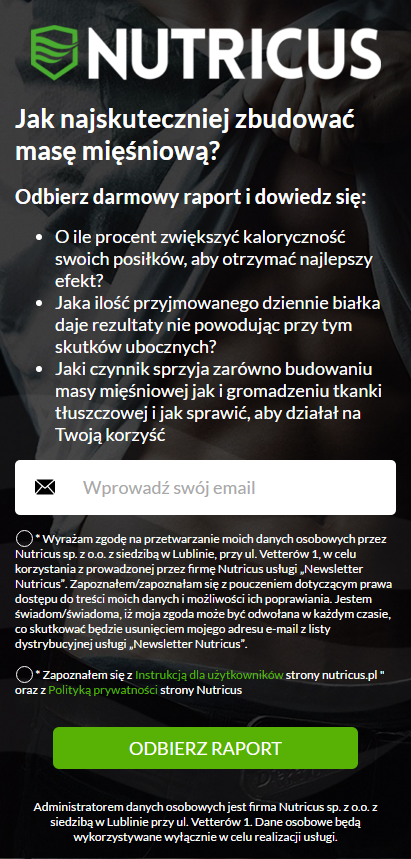 NUTRICUS
Jak najskuteczniej zbudować
masę mięśniową?
Odbierz darmowy raport i dowiedz się:
• O ile procent zwiększyć kaloryczność
swoich posiłków, aby otrzymać najlepszy
efekt?
• Jaka ilość przyjmowanego dziennie białka
daje rezultaty nie powodując przy tym
skutków ubocznych?
• Jaki czynnik sprzyja zarówno budowaniu
masy mięśniowej jak i gromadzeniu tkanki
tłuszczowej i jak sprawić, aby działał na
Twoją korzyść
Wprowadź swój email
* Wyrażam zgodę na przetwarzanie moich danych osobowych przez
Nutricus sp. z o.o. z siedzibą w Lublinie, przy ul. Vetterów 1, w celu
korzystania z prowadzonej przez firmę Nutricus usługi „Newsletter
Nutricus”. Zapoznałem/zapoznałam się z pouczeniem dotyczącym prawa
dostępu do treści moich danych i możliwości ich poprawiania. Jestem
świadom/świadoma, iż moja zgoda może być odwołana w każdym czasie,
co skutkować będzie usunięciem mojego adresu e-mail z listy
dystrybucyjnej usługi „Newsletter Nutricus”.
* Zapoznałem się z Instrukcją dla użytkowników strony nutricus.pl "
oraz z Polityką prywatności strony Nutricus
ODBIERZ RAPORT
Administratorem danych osobowych jest firma Nutricus sp. z o.o. z
siedzibą w Lublinie przy ul. Vetterów 1. Dane osobowe będą
wykorzystywane wyłącznie w celu realizacji usługi.